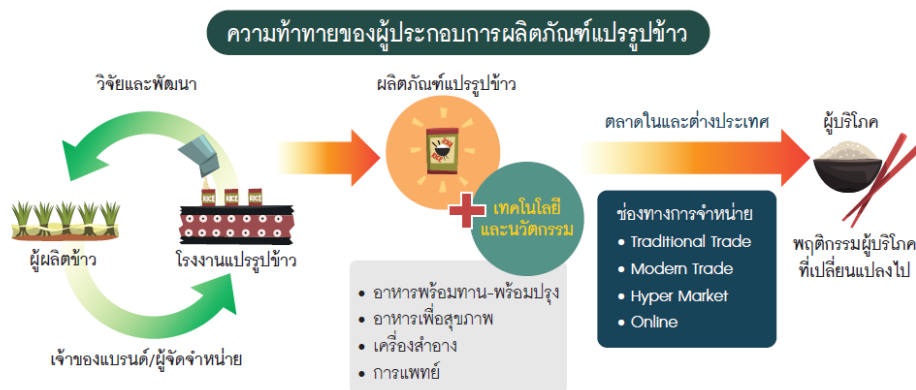 ความท้าทายของผู้ประกอบการผลิตภัณฑ์แปรรูปข้าว
วิจัยและพัฒนา
RICE RICE RICE
ผู้ผลิตข้าว
โรงงานแปรรูปข้าว
เจ้าของแบรนด์/ผู้จัดจำหน่าย
ผลิตภัณฑ์แปรรูปข้าว
เทคโนโลยี
และนวัตกรรม
• อาหารพร้อมทาน-พร้อมปรุง
• อาหารเพื่อสุขภาพ
• เครื่องสำอาง
• การแพทย์
ตลาดในและต่างประเทศ
ช่องทางการจำหน่าย
• Traditional Trade
• Modern Trade
• Hyper Market
• Online
ผู้บริโภค
พฤติกรรมผู้บริโภค
ที่เปลี่ยนแปลงไป